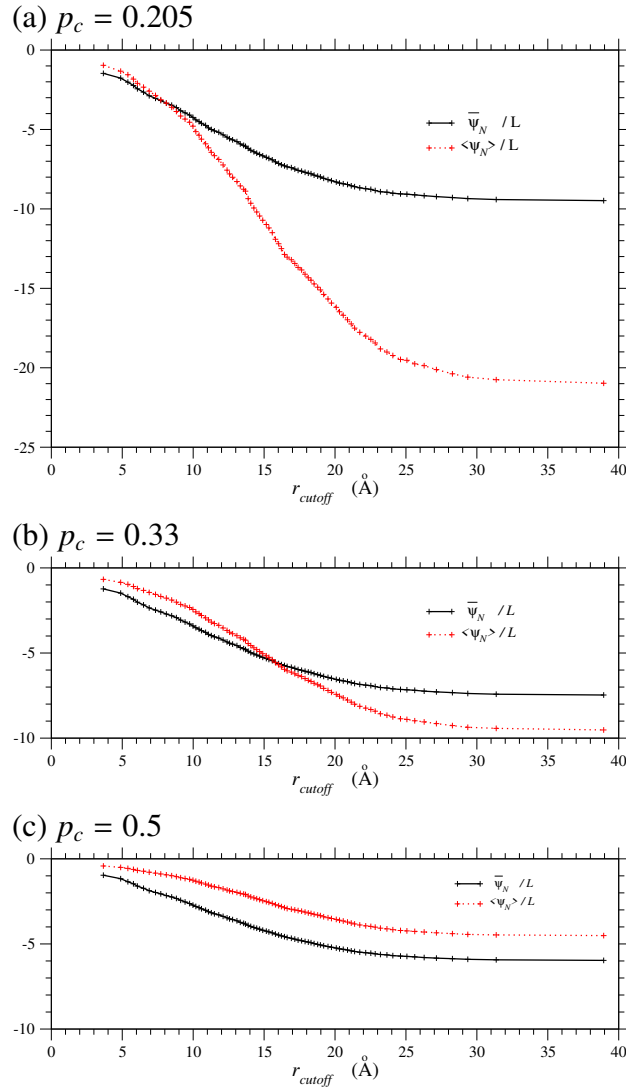 (a) p_c = 0.205
0
-5
-10
-15
-20
-25
ψ̅_N / L
<ψ_N> / L
0 5 10 15 20 25 30 35 40
r_cutoff (Å)
(b) p_c = 0.33
0
-5
-10
ψ̅_N / L
<ψ_N> / L
0 5 10 15 20 25 30 35 40
r_cutoff (Å)
(c) p_c = 0.5
0
-5
-10
ψ̅_N / L
<ψ_N> / L
0 5 10 15 20 25 30 35 40
r_cutoff (Å)